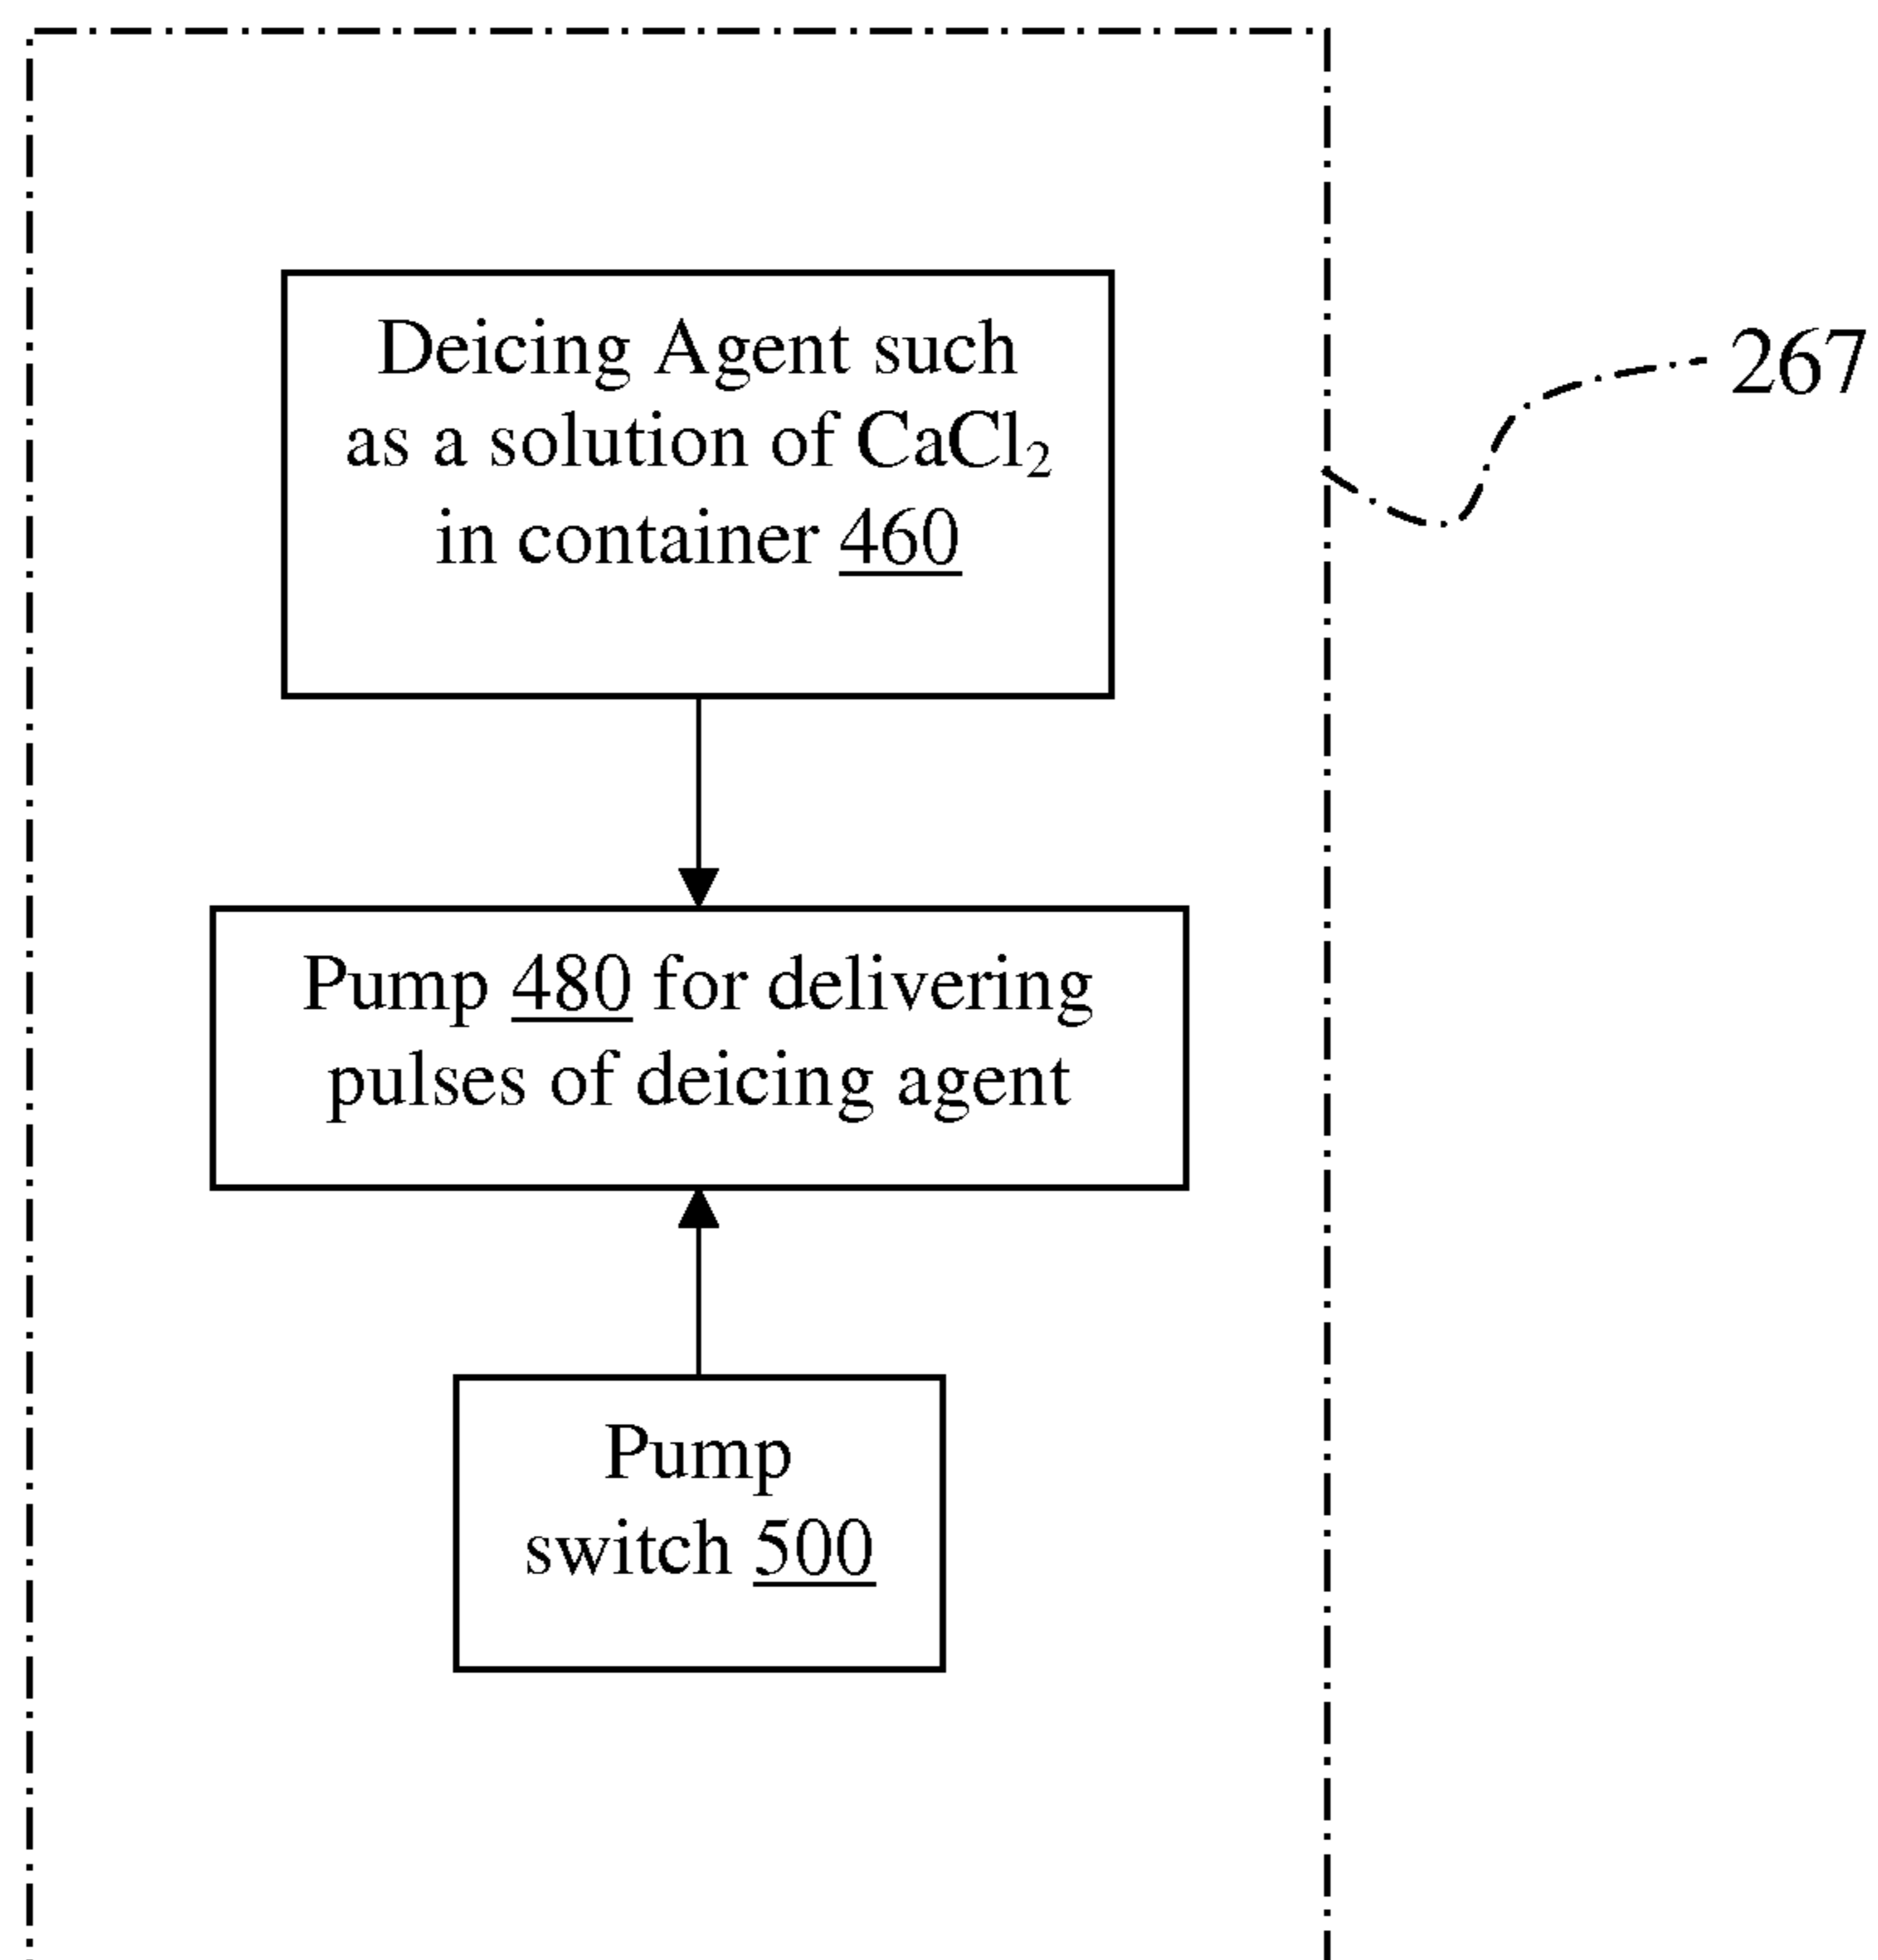 Deicing Agent such
as a solution of CaCl₂
in container 460
267
Pump 480 for delivering
pulses of deicing agent
Pump
switch 500